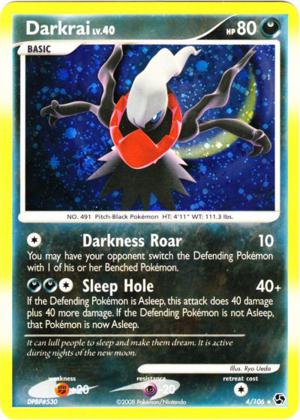 Darkrai LV.40 HP 80
BASIC
NO. 491 Pitch-Black Pokémon HT: 4'11" WT: 111.3 lbs.
Darkness Roar 10
You may have your opponent switch the Defending Pokémon
with 1 of his or her Benched Pokémon.
Sleep Hole 40+
If the Defending Pokémon is Asleep, this attack does 40 damage
plus 40 more damage. If the Defending Pokémon is not Asleep,
that Pokémon is now Asleep.
It can lull people to sleep and make them dream. It is active
during nights of the new moon.
Illus. Ryo Ueda
weakness resistance retreat cost
+20 -20
DPBP#530 ©2008 Pokémon/Nintendo 4/106